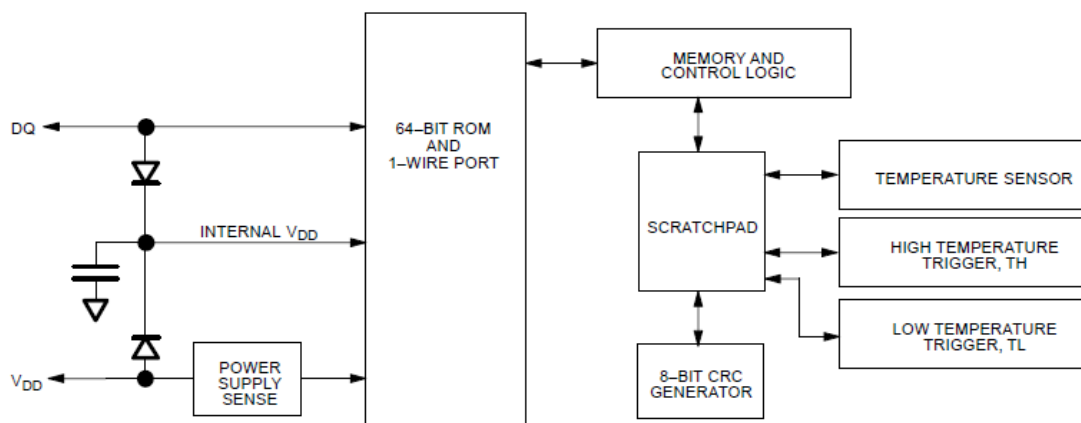 DQ
INTERNAL VDD
VDD
POWER
SUPPLY
SENSE
64–BIT ROM
AND
1–WIRE PORT
MEMORY AND
CONTROL LOGIC
SCRATCHPAD
8–BIT CRC
GENERATOR
TEMPERATURE SENSOR
HIGH TEMPERATURE
TRIGGER, TH
LOW TEMPERATURE
TRIGGER, TL